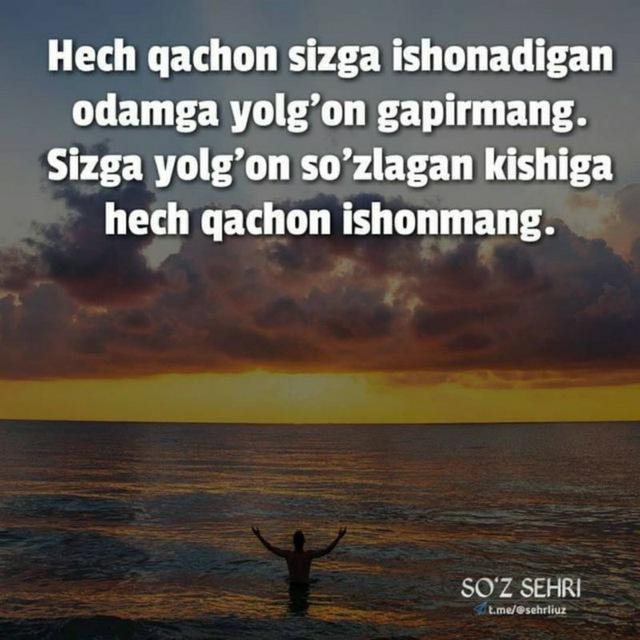 Hech qachon sizga ishonadigan
odamga yolg’on gapirmang.
Sizga yolg’on so’zlagan kishiga
hech qachon ishonmang.
SO‘Z SEHRI
t.me/@sehrliuz